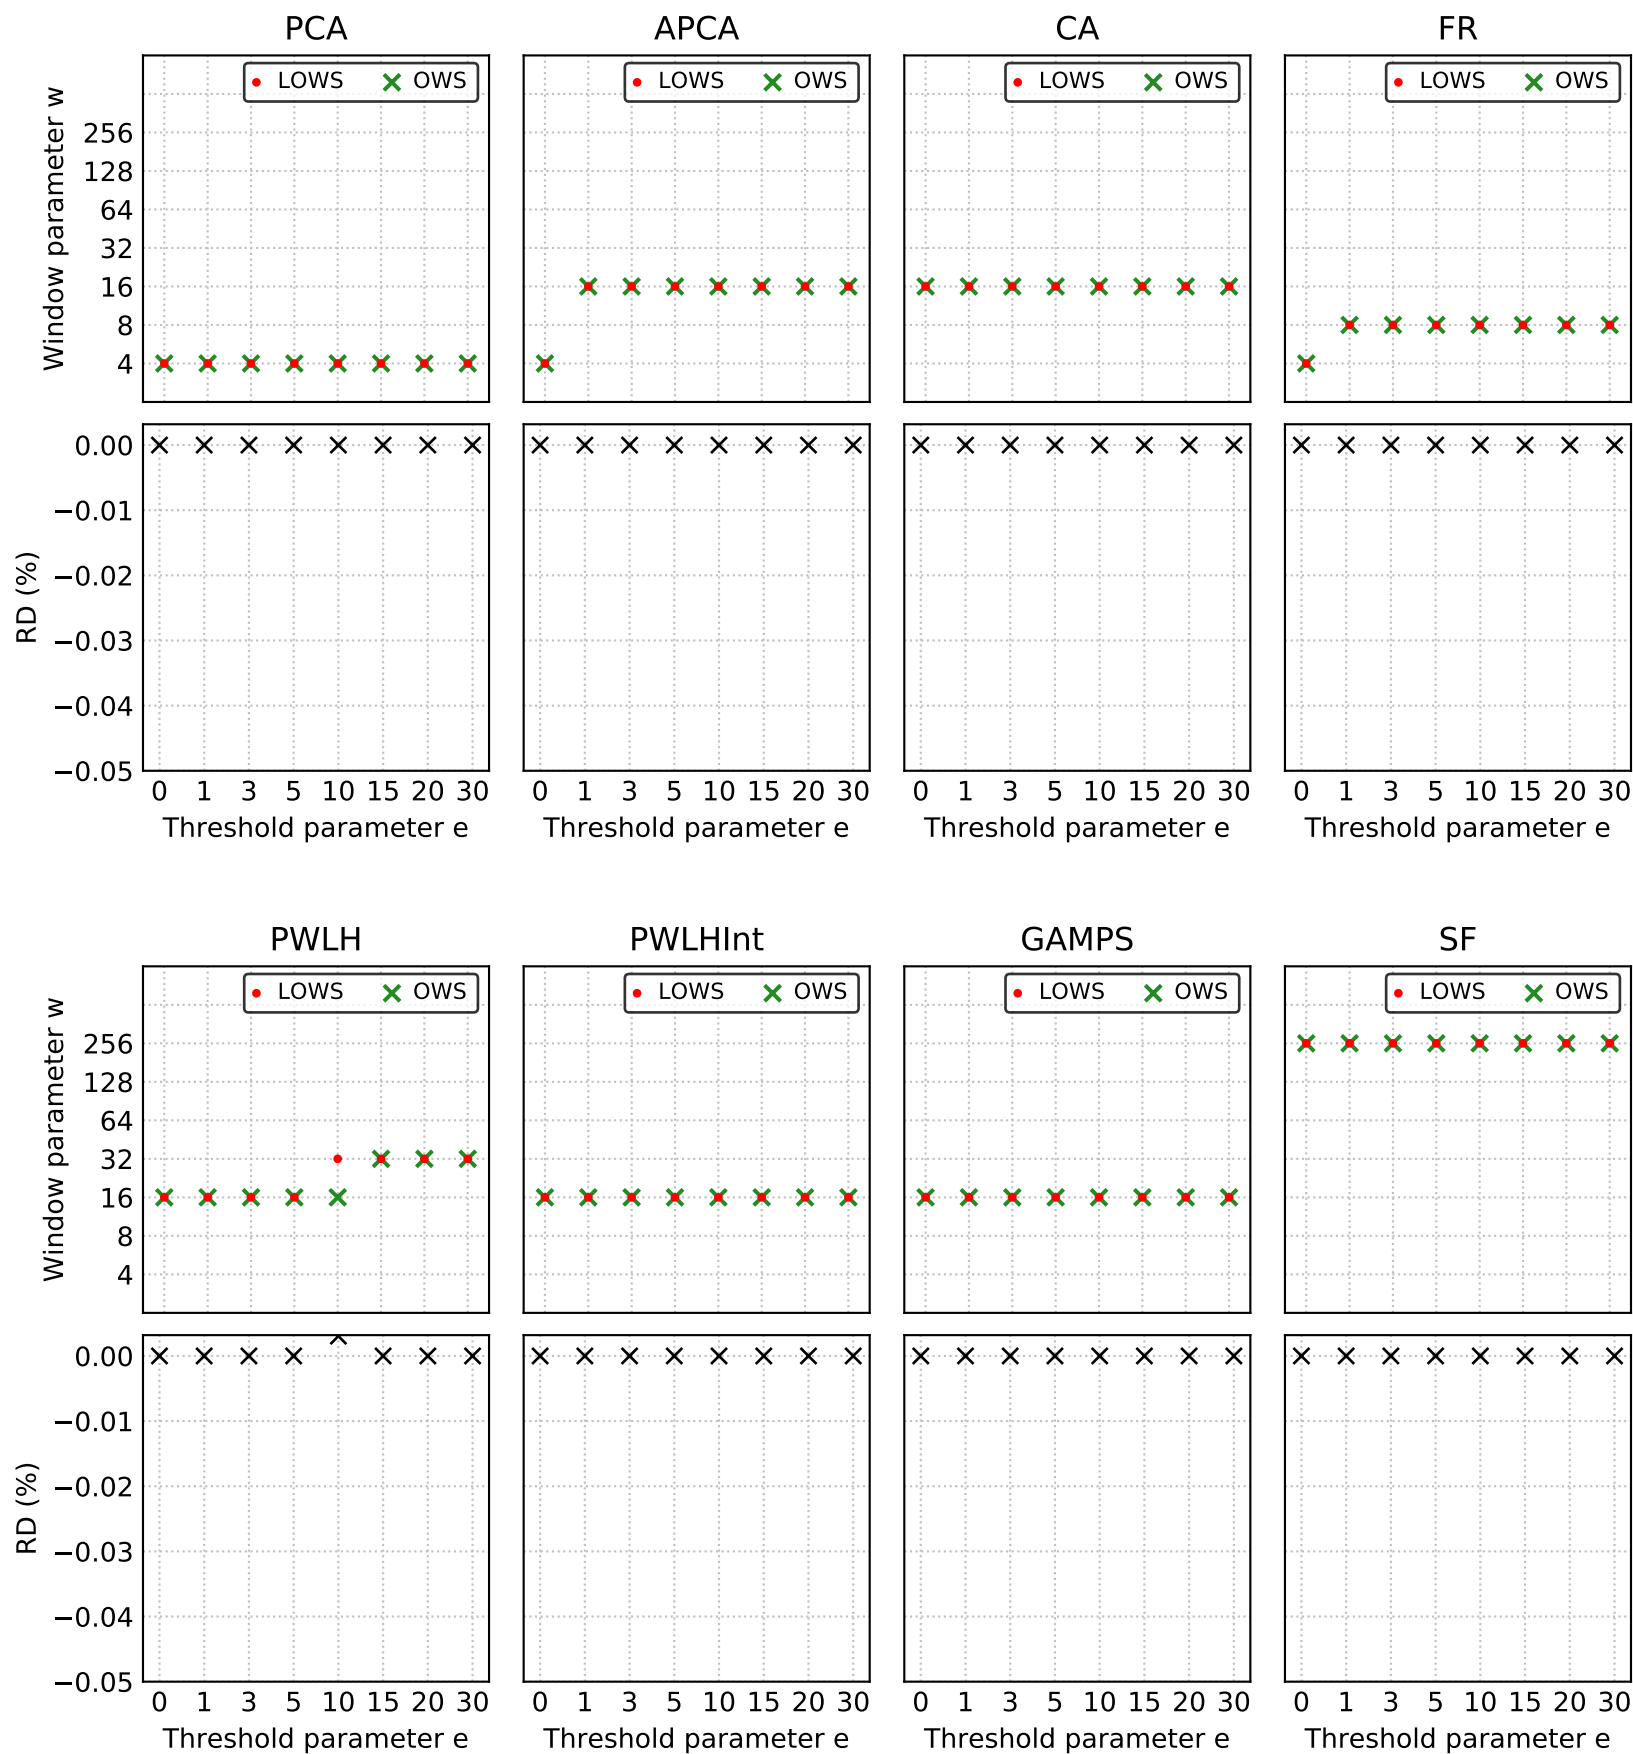 PCA APCA CA FR
LOWS OWS LOWS OWS LOWS OWS LOWS OWS
Window parameter w
256
128
64
32
16
8
4
RD (%)
0.00
−0.01
−0.02
−0.03
−0.04
−0.05
0 1 3 5 10 15 20 30 0 1 3 5 10 15 20 30 0 1 3 5 10 15 20 30 0 1 3 5 10 15 20 30
Threshold parameter e Threshold parameter e Threshold parameter e Threshold parameter e
PWLH PWLHInt GAMPS SF
LOWS OWS LOWS OWS LOWS OWS LOWS OWS
Window parameter w
256
128
64
32
16
8
4
RD (%)
0.00
−0.01
−0.02
−0.03
−0.04
−0.05
0 1 3 5 10 15 20 30 0 1 3 5 10 15 20 30 0 1 3 5 10 15 20 30 0 1 3 5 10 15 20 30
Threshold parameter e Threshold parameter e Threshold parameter e Threshold parameter e